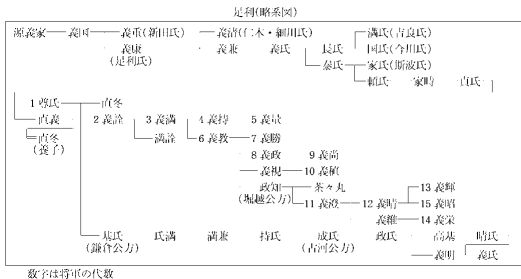 足利(略系図)
源義家 義国 義重(新田氏) 義清(仁木・細川氏) 満氏(吉良氏)
義康 義兼 義氏 長氏 国氏(今川氏)
(足利氏) 泰氏 家氏(斯波氏)
頼氏 家時 貞氏
1 尊氏 直冬
直義 2 義詮 3 義満 4 義持 5 義量
直冬 満詮 6 義教 7 義勝
(養子) 8 義政 9 義尚
義視 10 義稙
政知 茶々丸 13 義輝
(堀越公方) 11 義澄 12 義晴 15 義昭
義維 14 義栄
基氏 氏満 満兼 持氏 成氏 政氏 高基 晴氏
(鎌倉公方) (古河公方) 義明 義氏
数字は将軍の代数